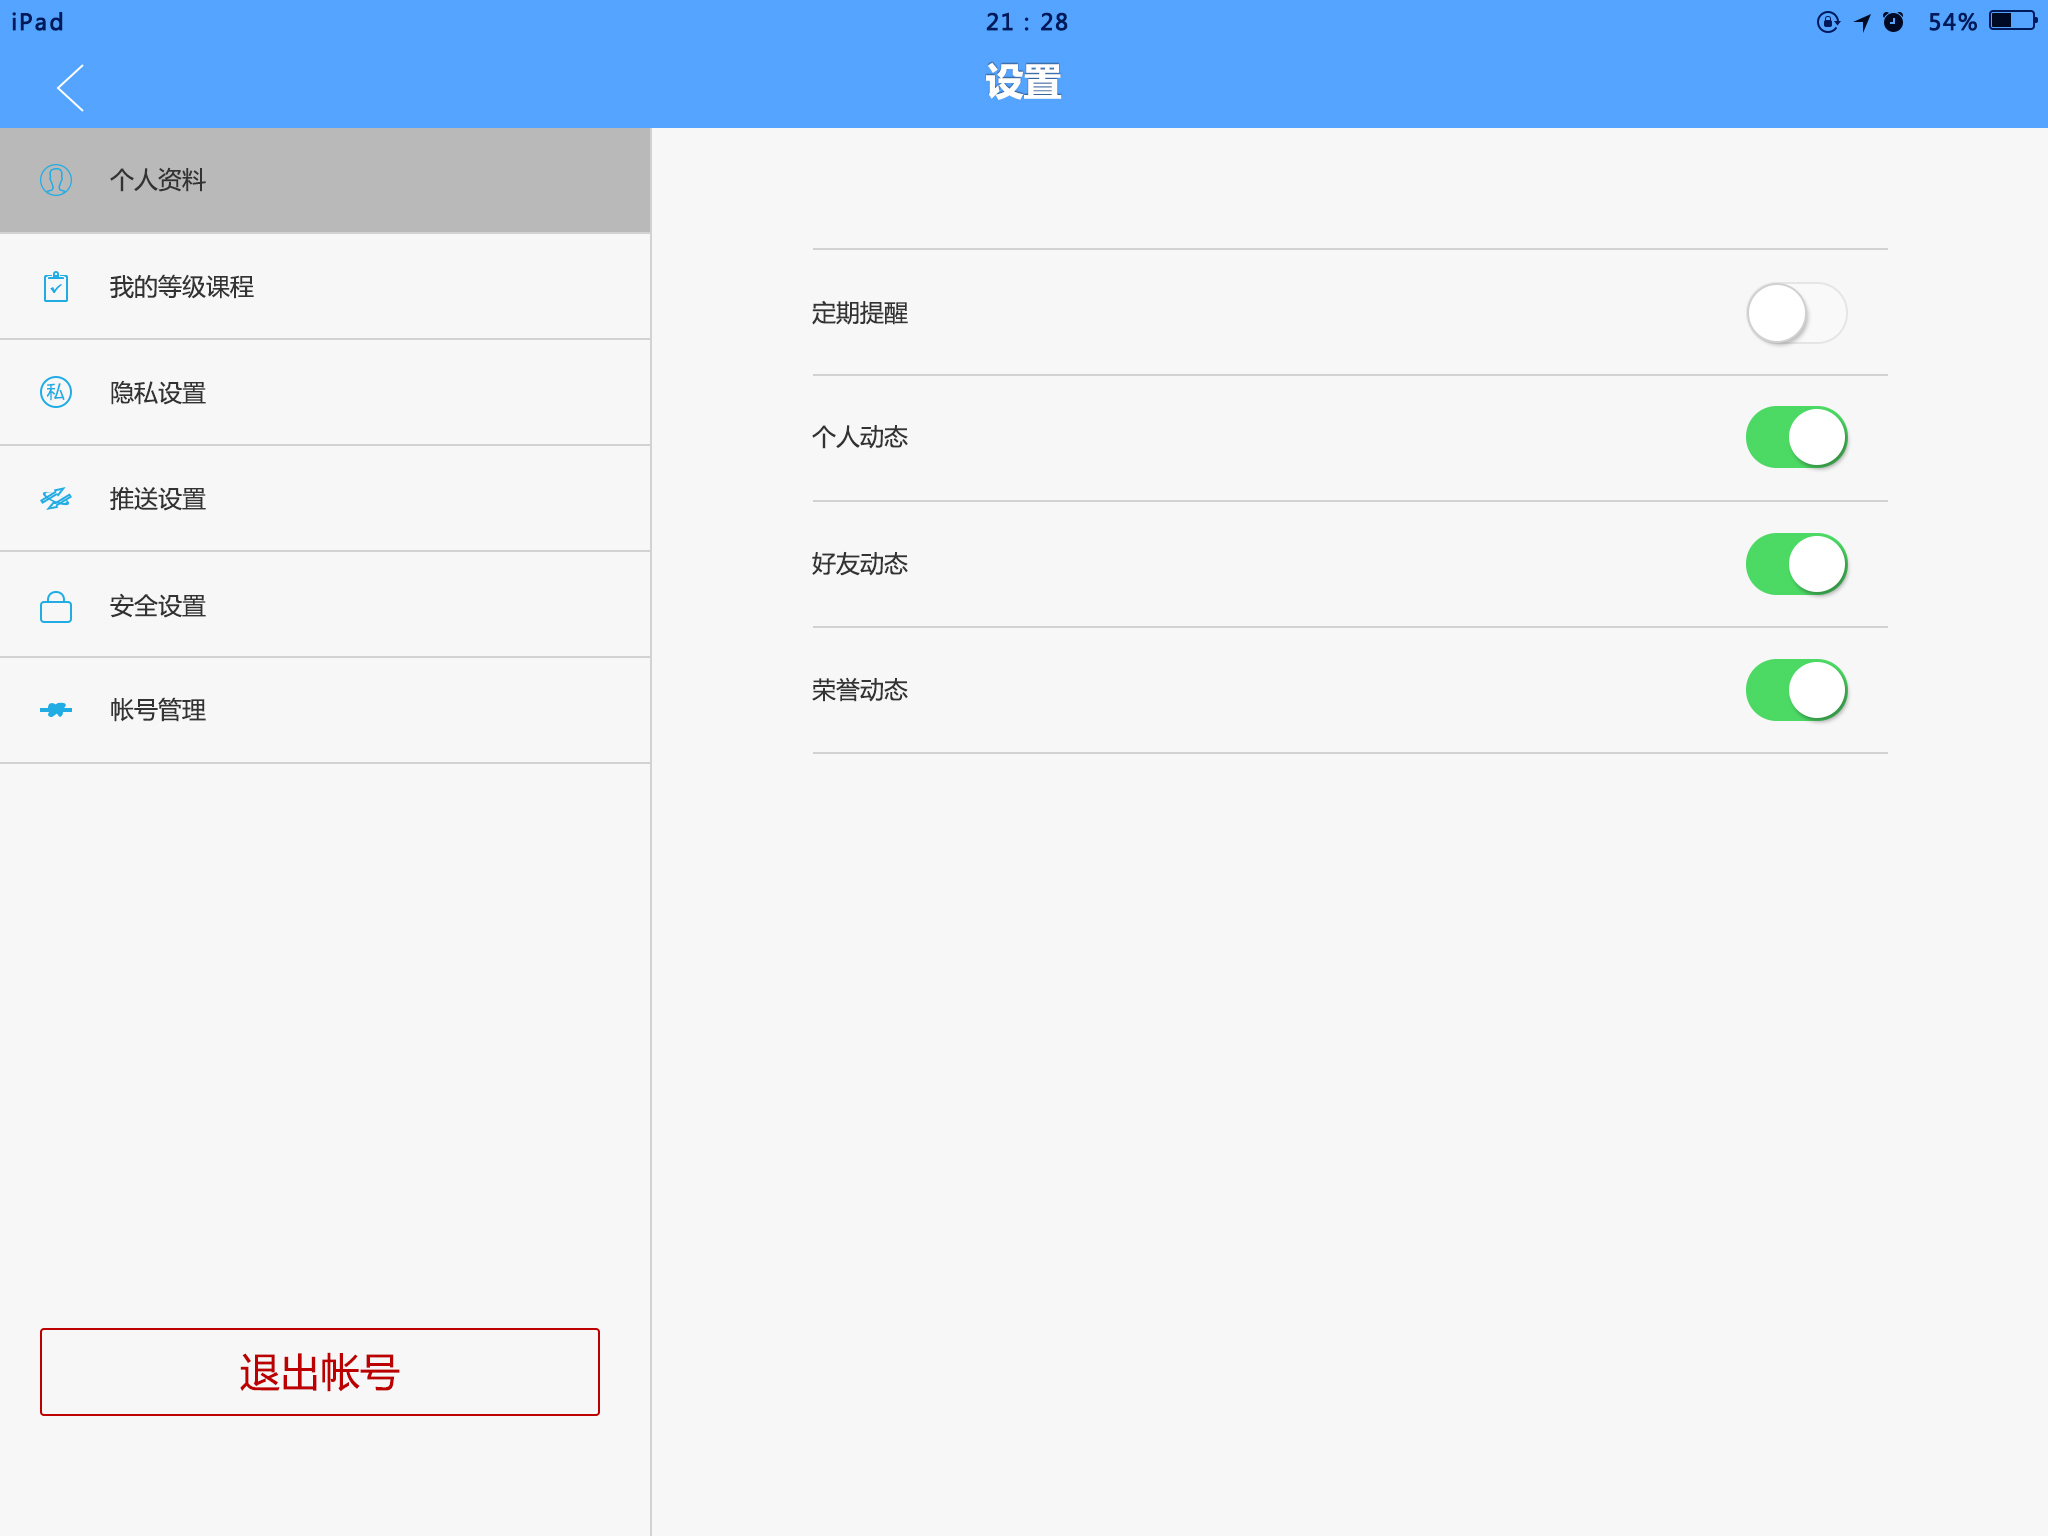 iPad
21 : 28
54%
设置
个人资料
我的等级课程
私
隐私设置
推送设置
安全设置
帐号管理
退出帐号
定期提醒
个人动态
好友动态
荣誉动态